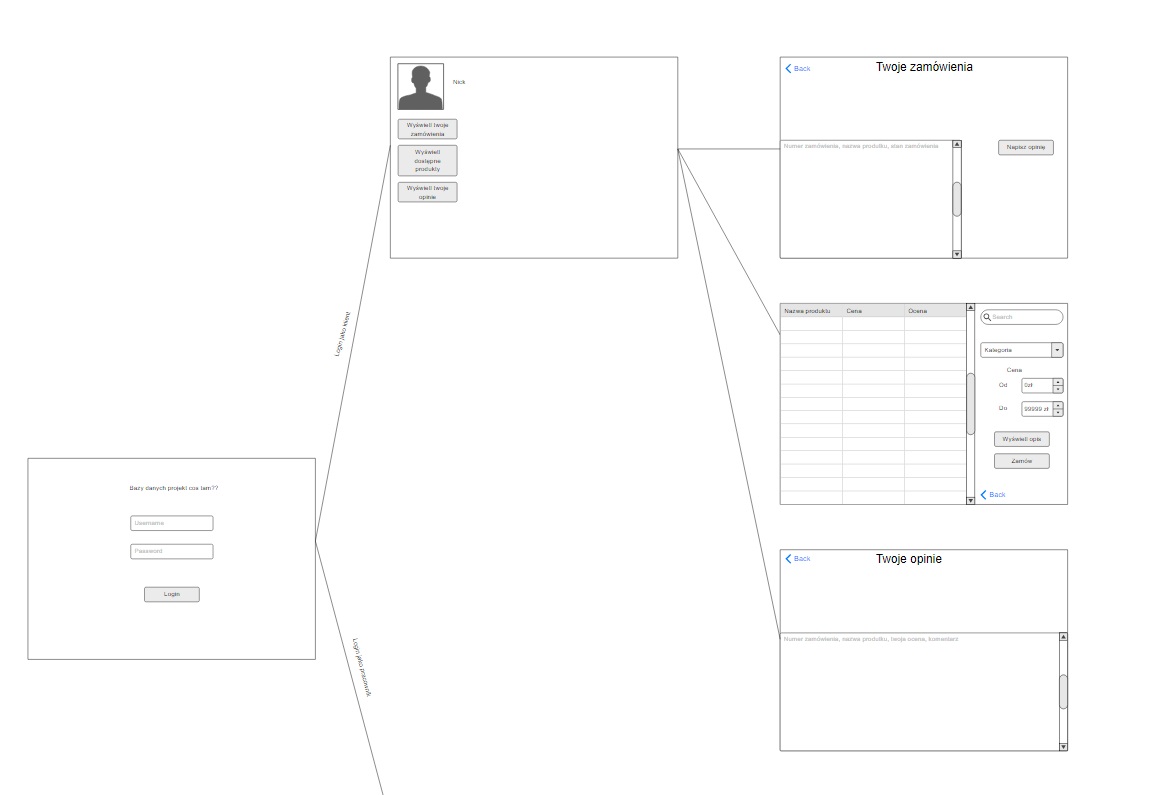 Nick
Wyświetl twoje
zamówienia
Wyświetl
dostępne
produkty
Wyświetl twoje
opinie
Login jako klient
Bazy danych projekt cos tam??
Username
Password
Login
Login jako pracownik
Back
Twoje zamówienia
Numer zamówienia, nazwa produktu, stan zamówienia
Napisz opinię
Nazwa produktu
Cena
Ocena
Search
Kategoria
Cena
Od
0zł
Do
99999 zł
Wyświetl opis
Zamów
Back
Back
Twoje opinie
Numer zamówienia, nazwa produktu, twoja ocena, komentarz